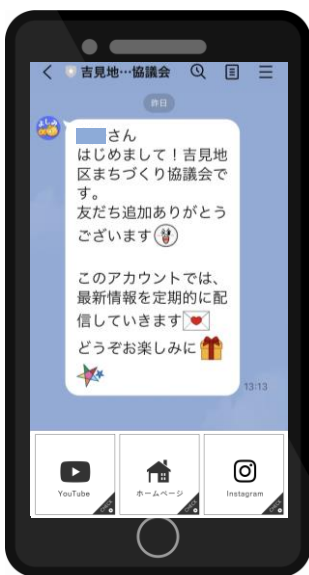 吉見地…協議会
昨日
さん
はじめまして！吉見地
区まちづくり協議会で
す。
友だち追加ありがとう
ございます
このアカウントでは、
最新情報を定期的に配
信していきます
どうぞお楽しみに
13:13
YouTube
ホームページ
Instagram